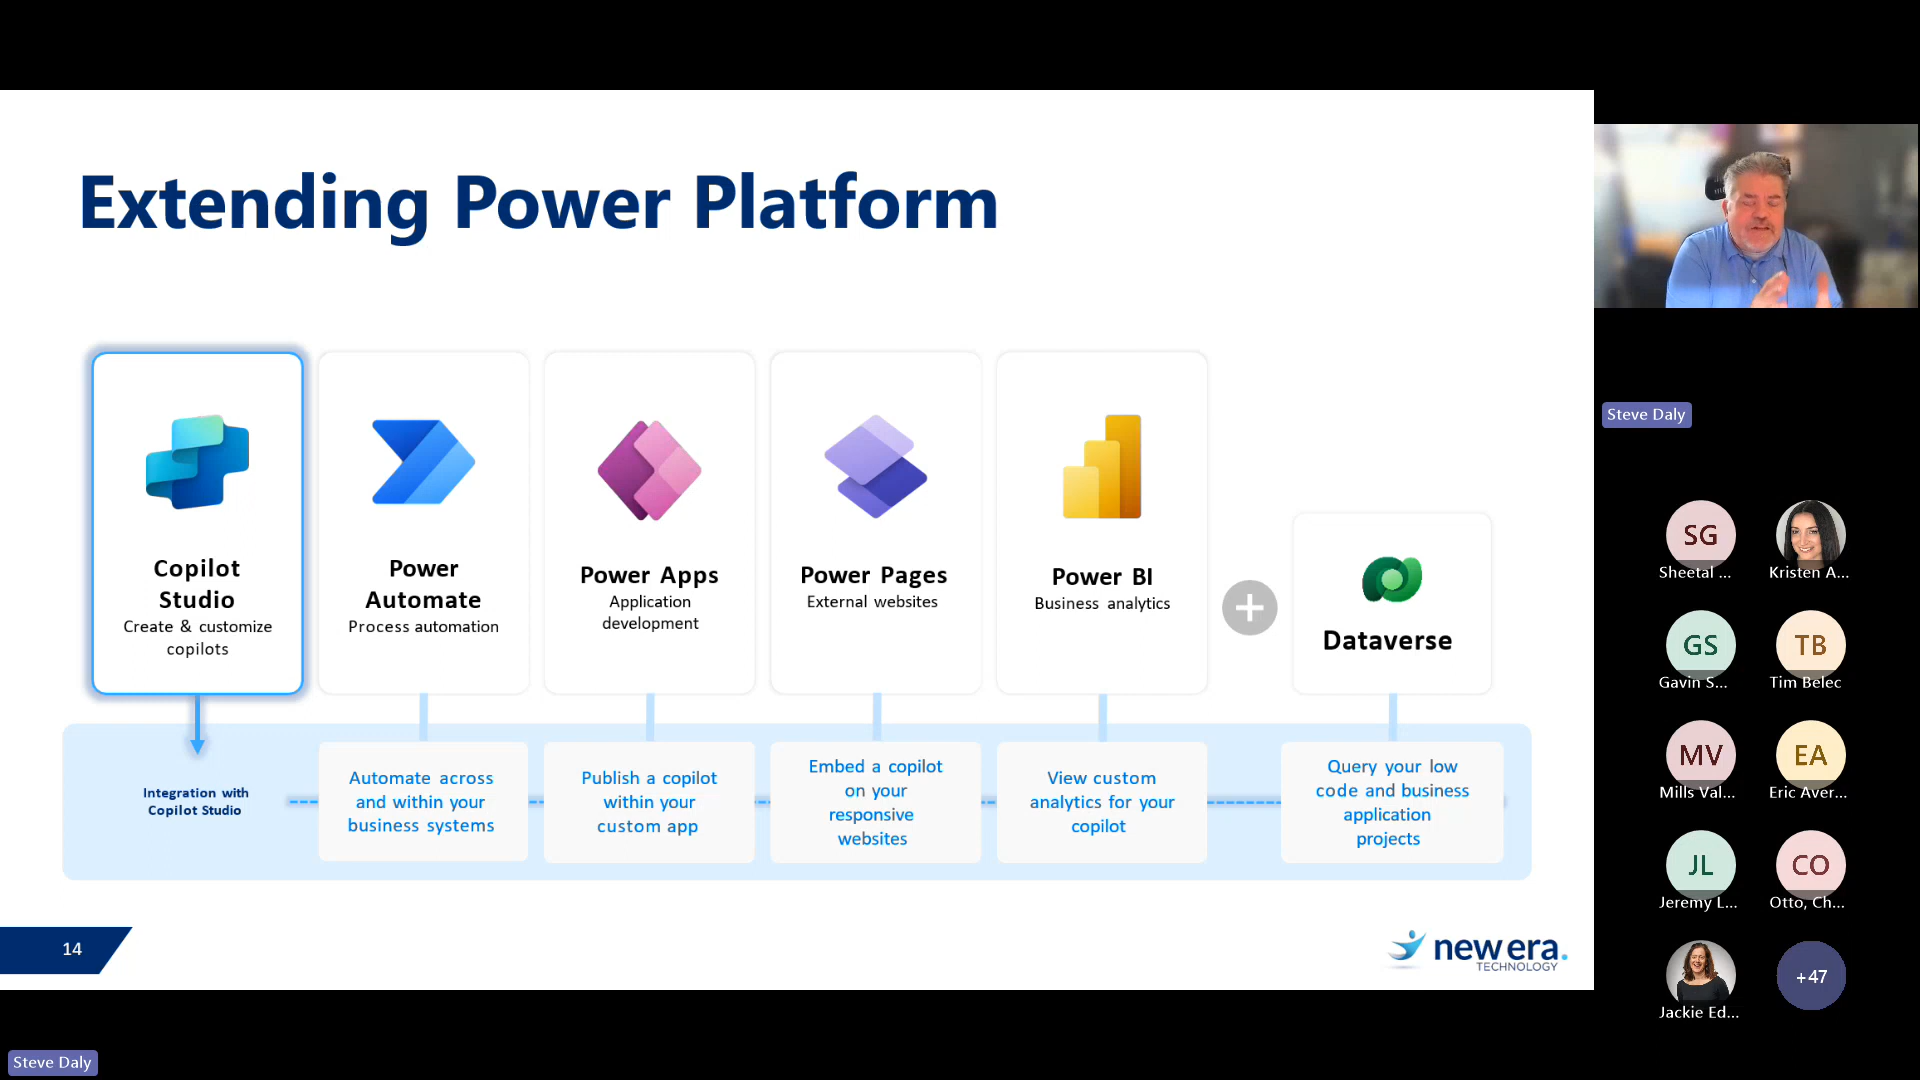 Extending Power Platform
Copilot
Studio
Create & customize
copilots
Power
Automate
Process automation
Power Apps
Application
development
Power Pages
External websites
Power BI
Business analytics
Dataverse
Integration with
Copilot Studio
Automate across
and within your
business systems
Publish a copilot
within your
custom app
Embed a copilot
on your
responsive
websites
View custom
analytics for your
copilot
Query your low
code and business
application
projects
14
new era.
TECHNOLOGY
Steve Daly
Steve Daly
SG
Sheetal ...
Kristen A...
GS
Gavin S...
TB
Tim Belec
MV
Mills Val...
EA
Eric Aver...
JL
Jeremy L...
CO
Otto, Ch...
Jackie Ed...
+47